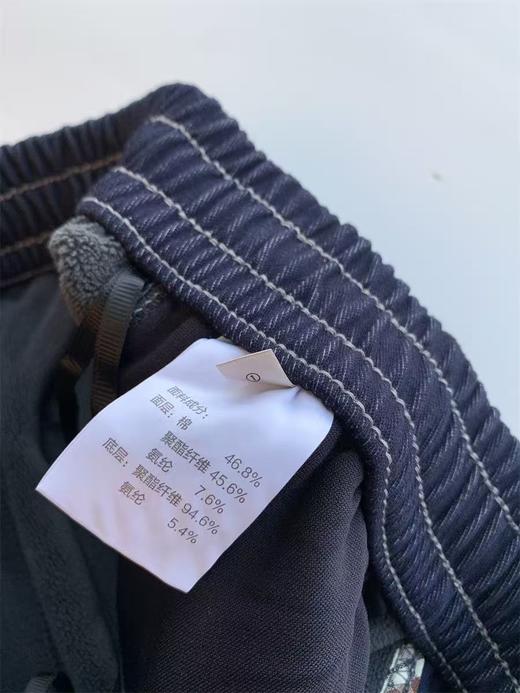 面料成分：
面层：棉 46.8%
聚酯纤维 45.6%
氨纶 7.6%
底层：聚酯纤维 94.6%
氨纶 5.4%